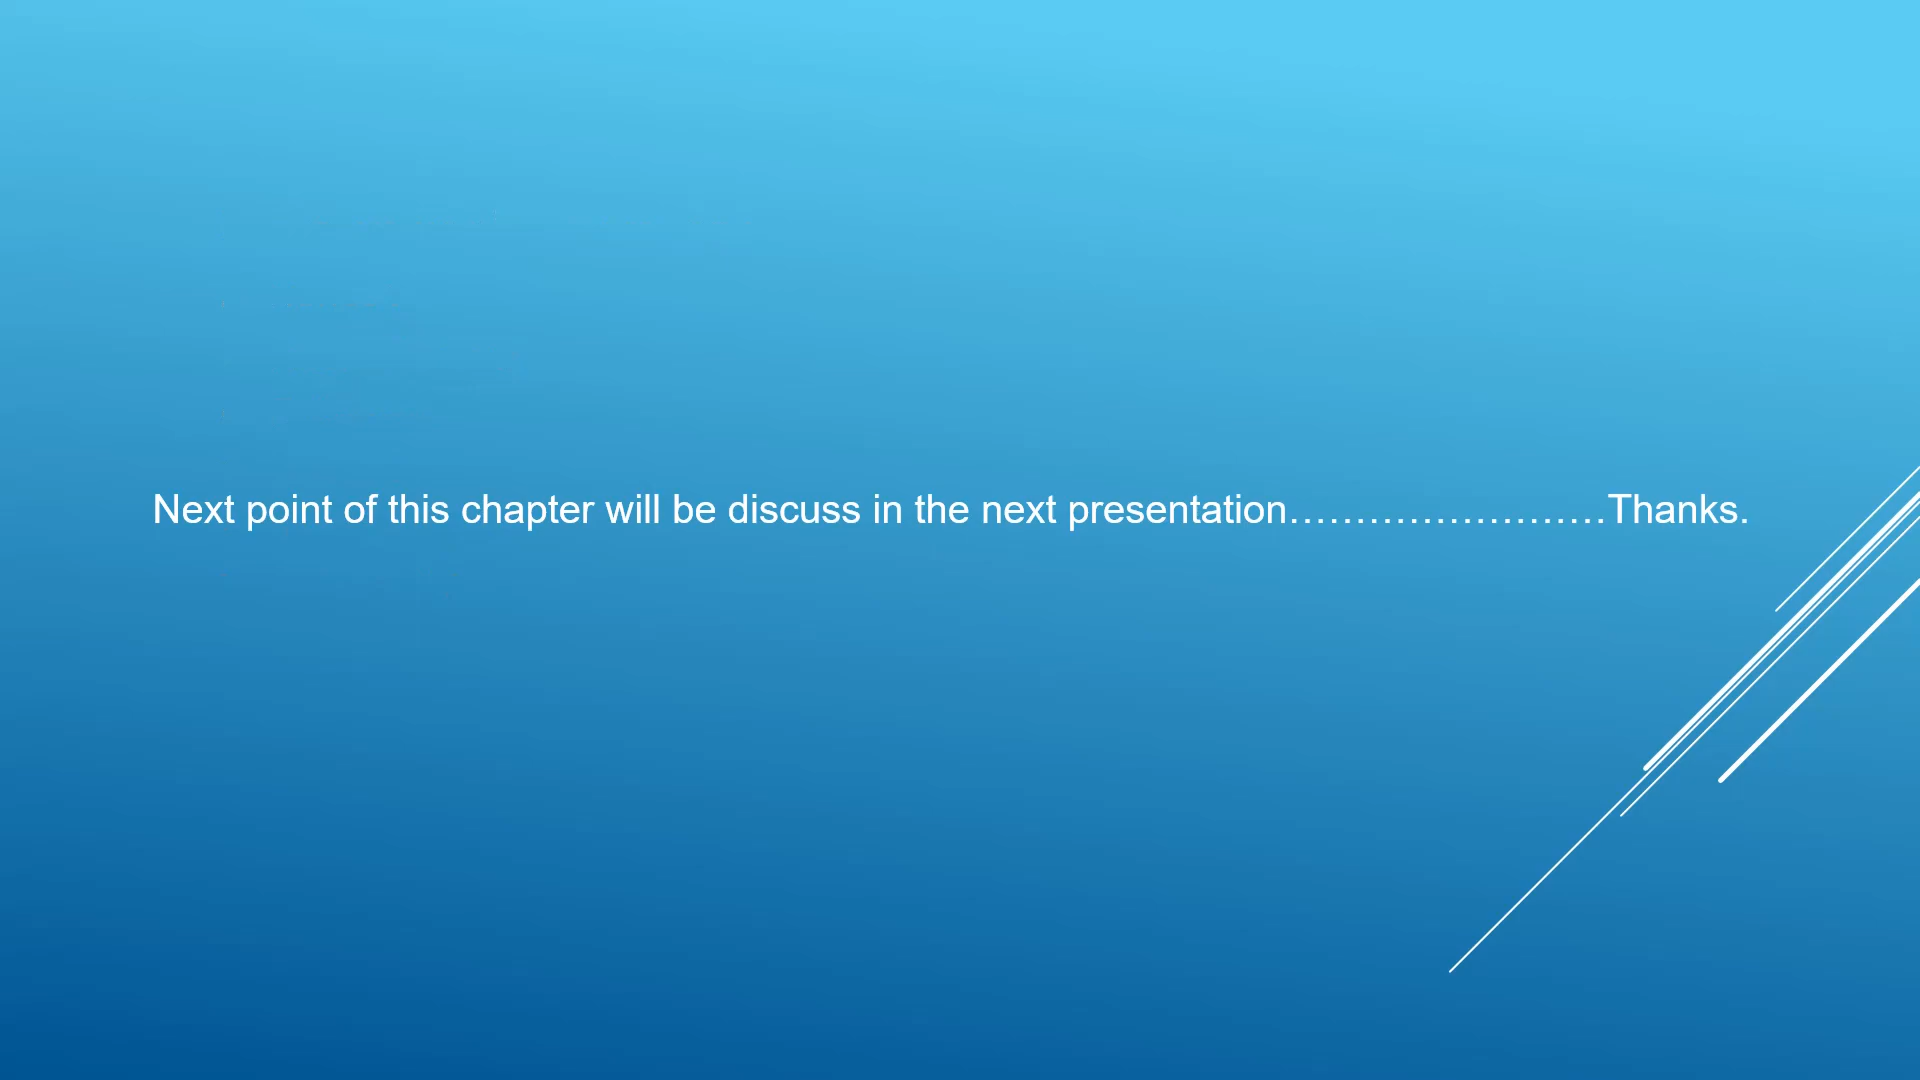 Next point of this chapter will be discuss in the next presentation……………………Thanks.